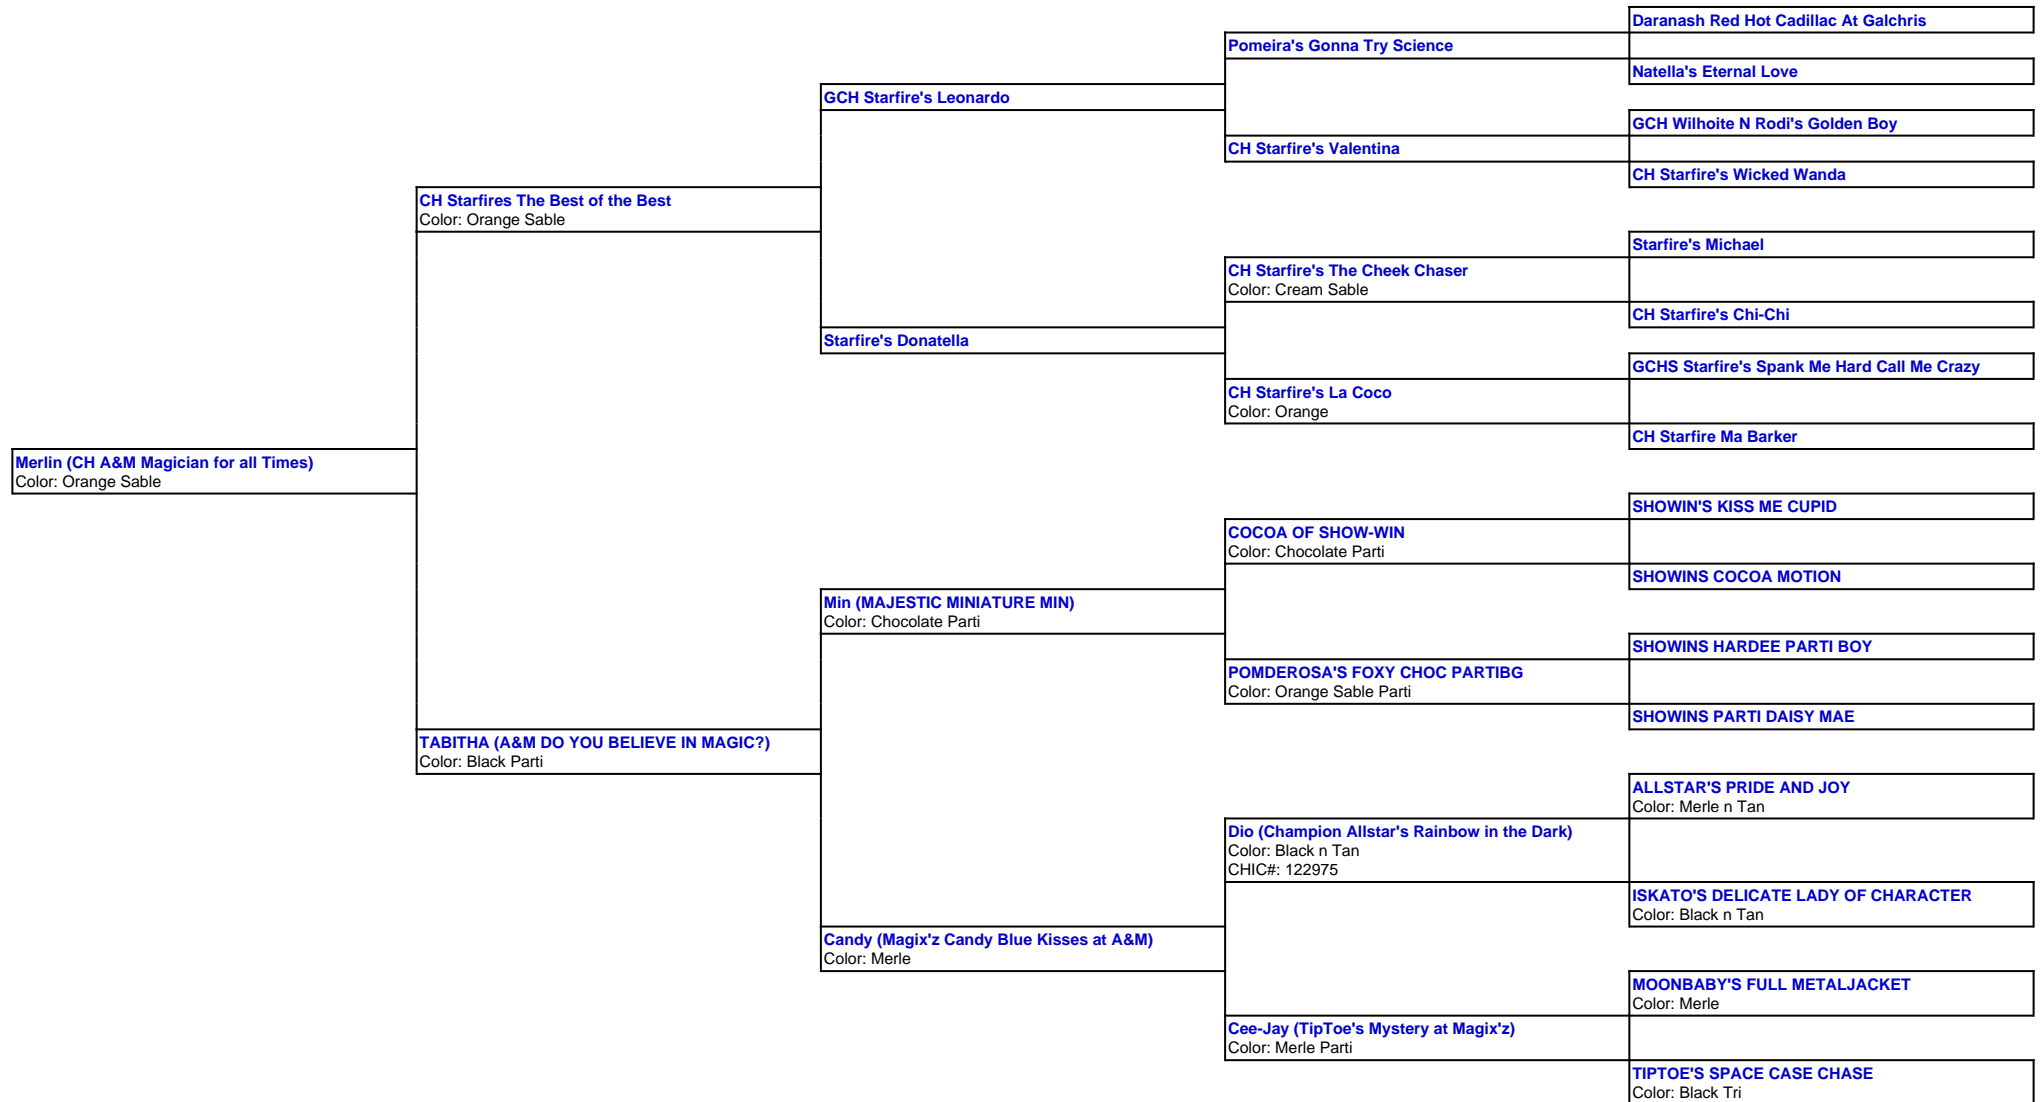 Daranash Red Hot Cadillac At Galchris
Pomeira's Gonna Try Science
Natella's Eternal Love
GCH Starfire's Leonardo
GCH Wilhoite N Rodi's Golden Boy
CH Starfire's Valentina
CH Starfire's Wicked Wanda
CH Starfires The Best of the Best
Color: Orange Sable
Starfire's Michael
CH Starfire's The Cheek Chaser
Color: Cream Sable
CH Starfire's Chi-Chi
Starfire's Donatella
GCHS Starfire's Spank Me Hard Call Me Crazy
CH Starfire's La Coco
Color: Orange
CH Starfire Ma Barker
Merlin (CH A&M Magician for all Times)
Color: Orange Sable
SHOWIN'S KISS ME CUPID
COCOA OF SHOW-WIN
Color: Chocolate Parti
SHOWINS COCOA MOTION
Min (MAJESTIC MINIATURE MIN)
Color: Chocolate Parti
SHOWINS HARDEE PARTI BOY
POMDEROSA'S FOXY CHOC PARTIBG
Color: Orange Sable Parti
SHOWINS PARTI DAISY MAE
TABITHA (A&M DO YOU BELIEVE IN MAGIC?)
Color: Black Parti
ALLSTAR'S PRIDE AND JOY
Color: Merle n Tan
Dio (Champion Allstar's Rainbow in the Dark)
Color: Black n Tan
CHIC#: 122975
ISKATO'S DELICATE LADY OF CHARACTER
Color: Black n Tan
Candy (Magix'z Candy Blue Kisses at A&M)
Color: Merle
MOONBABY'S FULL METALJACKET
Color: Merle
Cee-Jay (TipToe's Mystery at Magix'z)
Color: Merle Parti
TIPTOE'S SPACE CASE CHASE
Color: Black Tri